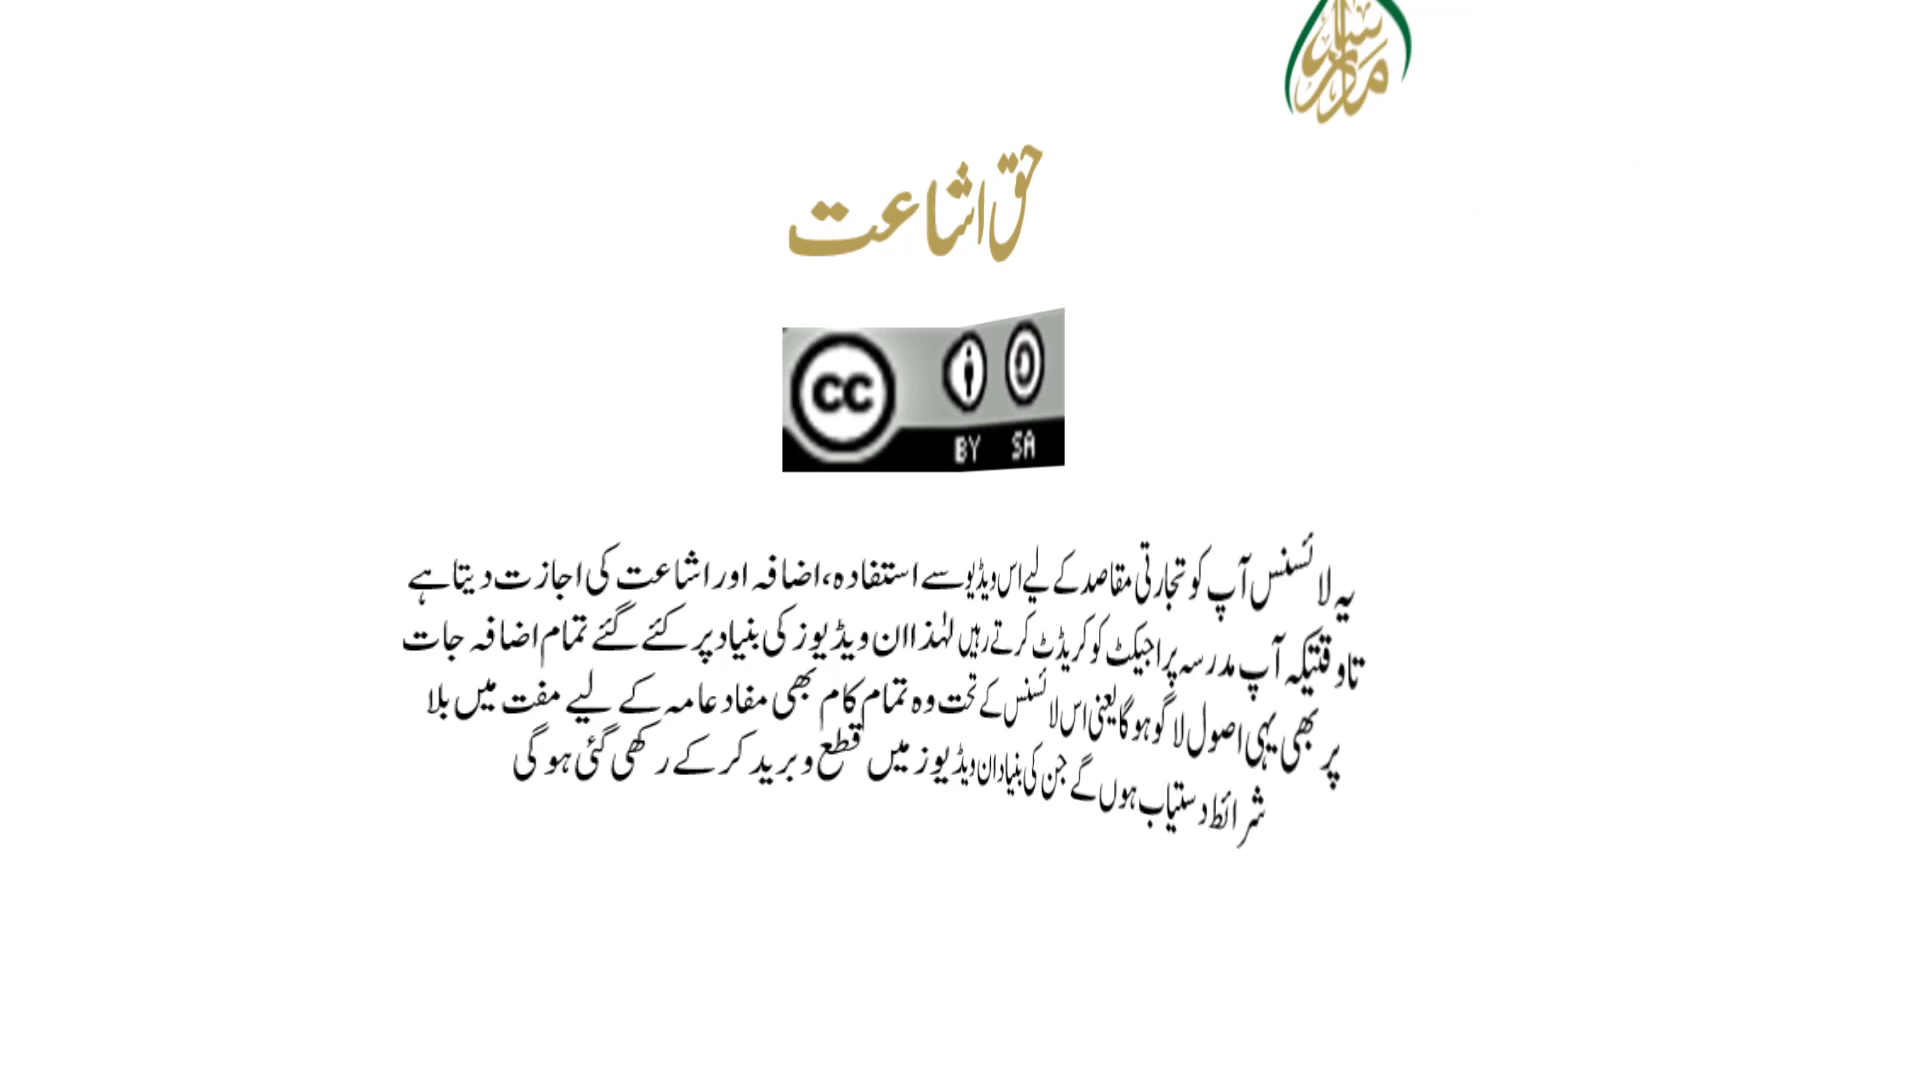 حق اشاعت
cc
BY SA
یہ لائسنس آپ کو تجارتی مقاصد کے لیے اس ویڈیو سے استفادہ، اضافہ اور اشاعت کی اجازت دیتا ہے
تاوقتیکہ آپ مدرسہ پراجیکٹ کو کریڈٹ کرتے رہیں لہٰذا ان ویڈیوز کی بنیاد پر کئے گئے تمام اضافہ جات
پر بھی یہی اصول لاگو ہوگا یعنی اس لائسنس کے تحت وہ تمام کام بھی مفاد عامہ کے لیے مفت میں بلا
شرائط دستیاب ہوں گے جن کی بنیاد ان ویڈیوز میں قطع و برید کر کے رکھی گئی ہو گی